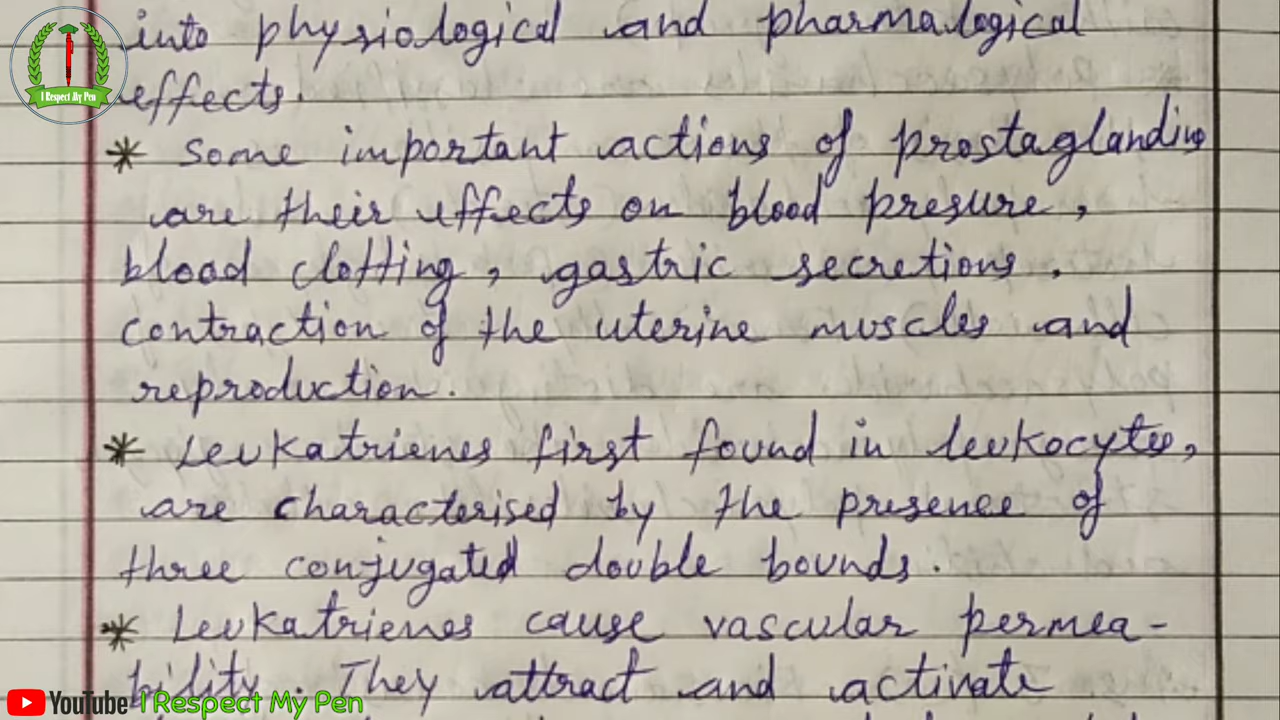 into physiological and pharmalogical
effects.
* Some important actions of prostaglandins
are their effects on blood presure,
blood clotting, gastric secretions.
contraction of the uterine muscles and
reproduction.
* Leukatrienes first found in leukocytes,
are characterised by the presence of
three conjugated double bounds.
* Leukatrienes cause vascular permea-
bility. They attract and activate
I Respect My Pen
YouTube I Respect My Pen